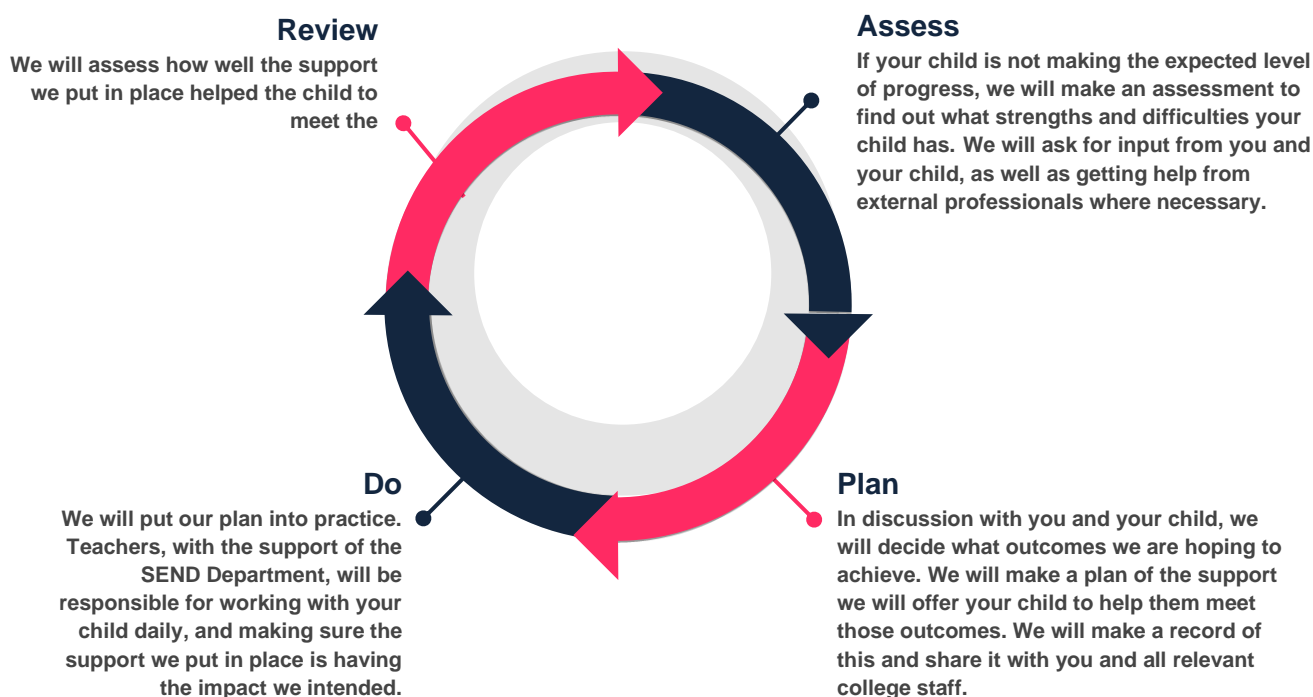 Review
We will assess how well the support
we put in place helped the child to
meet the
Assess
If your child is not making the expected level
of progress, we will make an assessment to
find out what strengths and difficulties your
child has. We will ask for input from you and
your child, as well as getting help from
external professionals where necessary.
Do
We will put our plan into practice.
Teachers, with the support of the
SEND Department, will be
responsible for working with your
child daily, and making sure the
support we put in place is having
the impact we intended.
Plan
In discussion with you and your child, we
will decide what outcomes we are hoping to
achieve. We will make a plan of the support
we will offer your child to help them meet
those outcomes. We will make a record of
this and share it with you and all relevant
college staff.